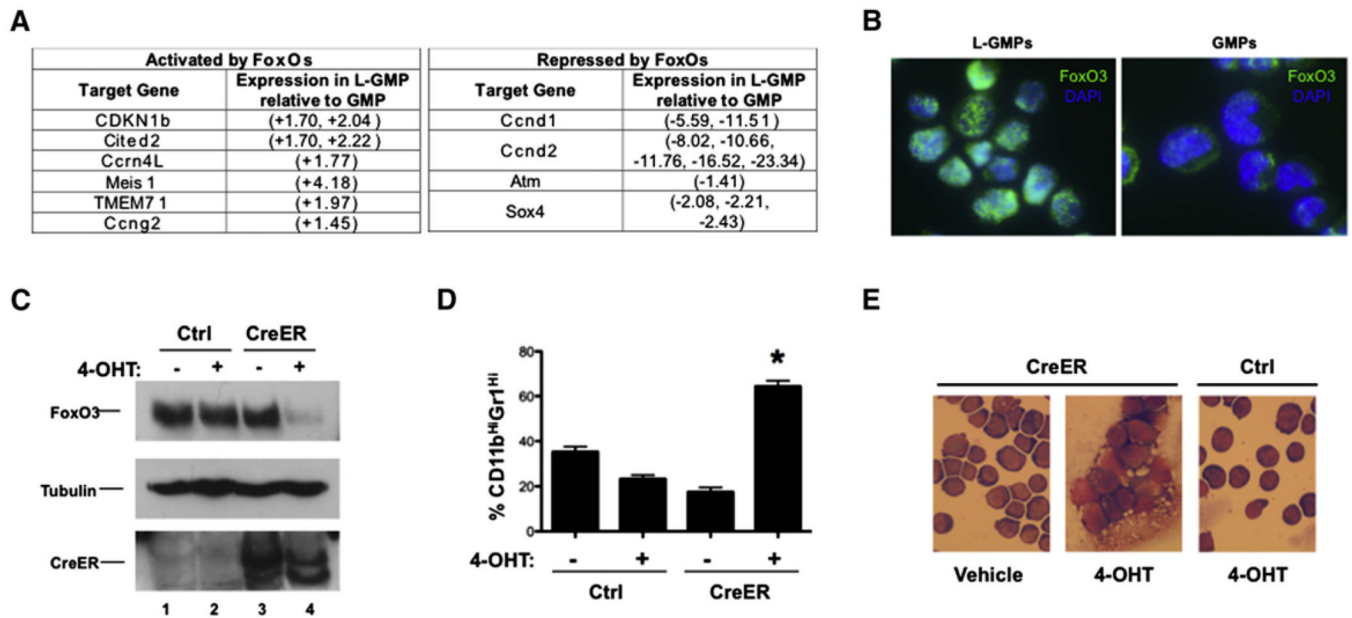 A
Activated by FoxOs
Target Gene
Expression in L-GMP
relative to GMP
CDKN1b
(+1.70, +2.04 )
Cited2
(+1.70, +2.22)
Ccrn4L
(+1.77)
Meis 1
(+4.18)
TMEM7 1
(+1.97)
Ccng2
(+1.45)
Repressed by FoxOs
Target Gene
Expression in L-GMP
relative to GMP
Ccnd1
(-5.59, -11.51 )
Ccnd2
(-8.02, -10.66,
-11.76, -16.52, -23.34)
Atm
(-1.41)
Sox4
(-2.08, -2.21,
-2.43)
B
L-GMPs
GMPs
FoxO3
DAPI
FoxO3
DAPI
C
Ctrl CreER
4-OHT: - + - +
FoxO3
Tubulin
CreER
1 2 3 4
D
% CD11bHiGr1Hi
80
60
40
20
0
*
4-OHT: - + - +
Ctrl CreER
E
CreER Ctrl
Vehicle 4-OHT 4-OHT